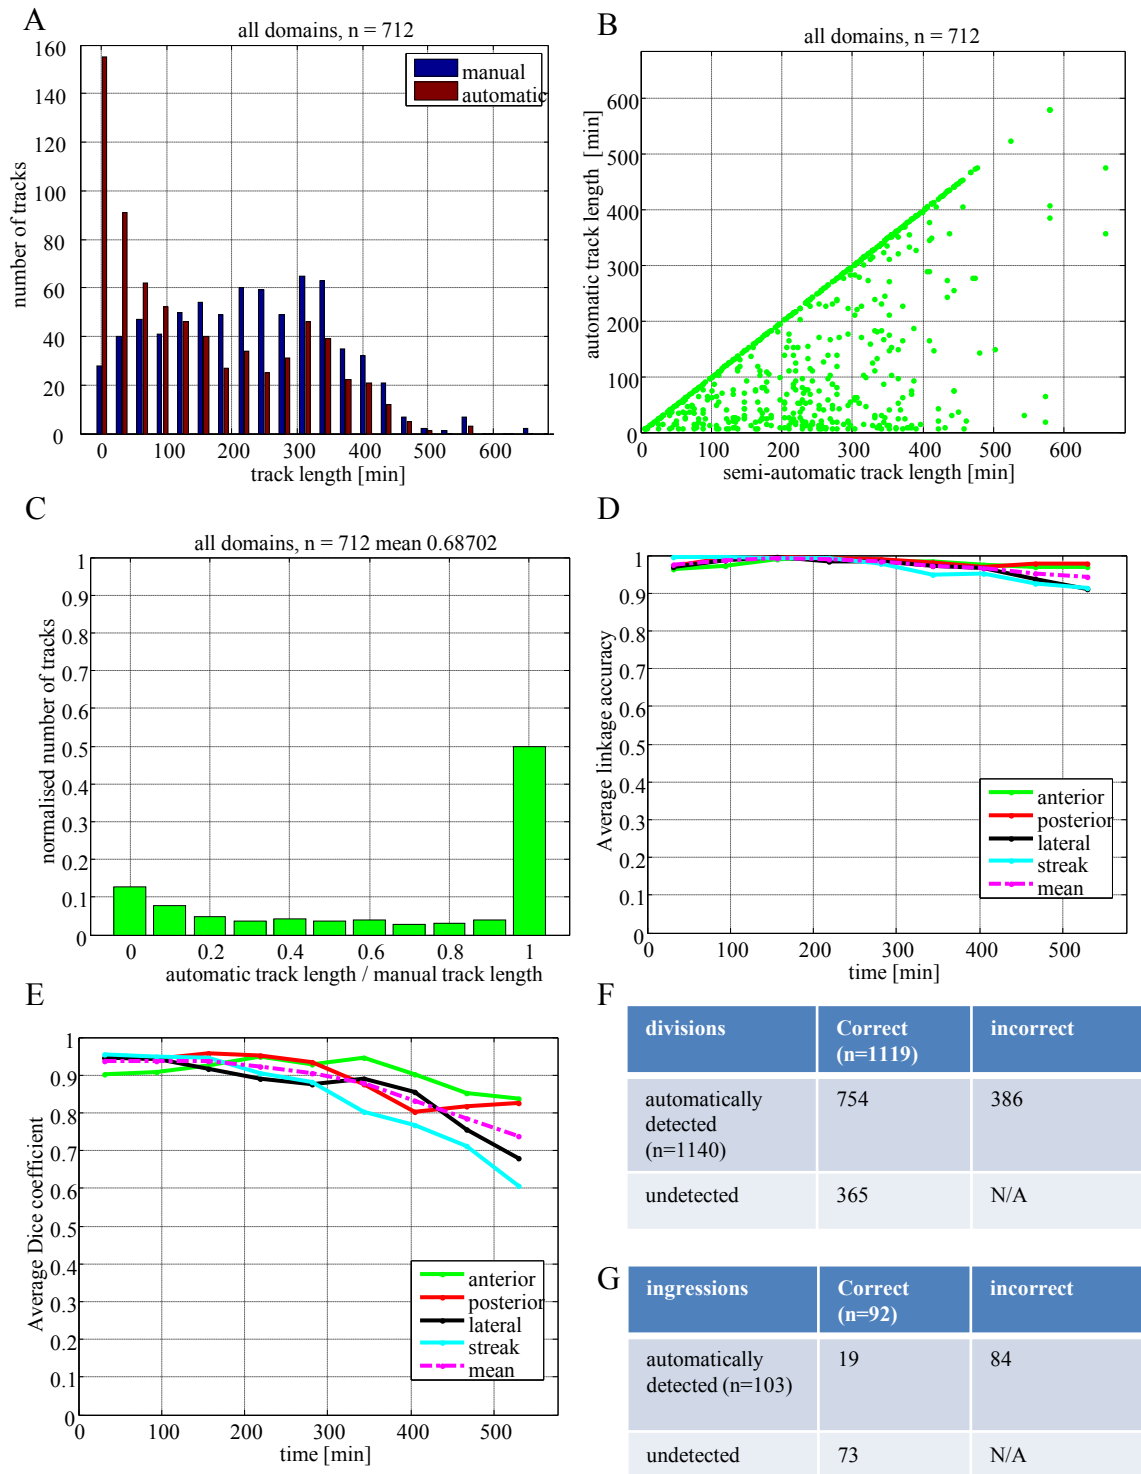 A
all domains, n = 712
160
140
120
100
80
60
40
20
0
number of tracks
manual
automatic
0 100 200 300 400 500 600
track length [min]
B
all domains, n = 712
600
500
400
300
200
100
0
automatic track length [min]
0 100 200 300 400 500 600
semi-automatic track length [min]
C
all domains, n = 712 mean 0.68702
1
0.9
0.8
0.7
0.6
0.5
0.4
0.3
0.2
0.1
0
normalised number of tracks
0 0.2 0.4 0.6 0.8 1
automatic track length / manual track length
D
1
0.9
0.8
0.7
0.6
0.5
0.4
0.3
0.2
0.1
0
Average linkage accuracy
anterior
posterior
lateral
streak
mean
0 100 200 300 400 500
time [min]
E
1
0.9
0.8
0.7
0.6
0.5
0.4
0.3
0.2
0.1
0
Average Dice coefficient
anterior
posterior
lateral
streak
mean
0 100 200 300 400 500
time [min]
F
divisions Correct incorrect
(n=1119)
automatically 754 386
detected
(n=1140)
undetected 365 N/A
G
ingressions Correct incorrect
(n=92)
automatically 19 84
detected (n=103)
undetected 73 N/A